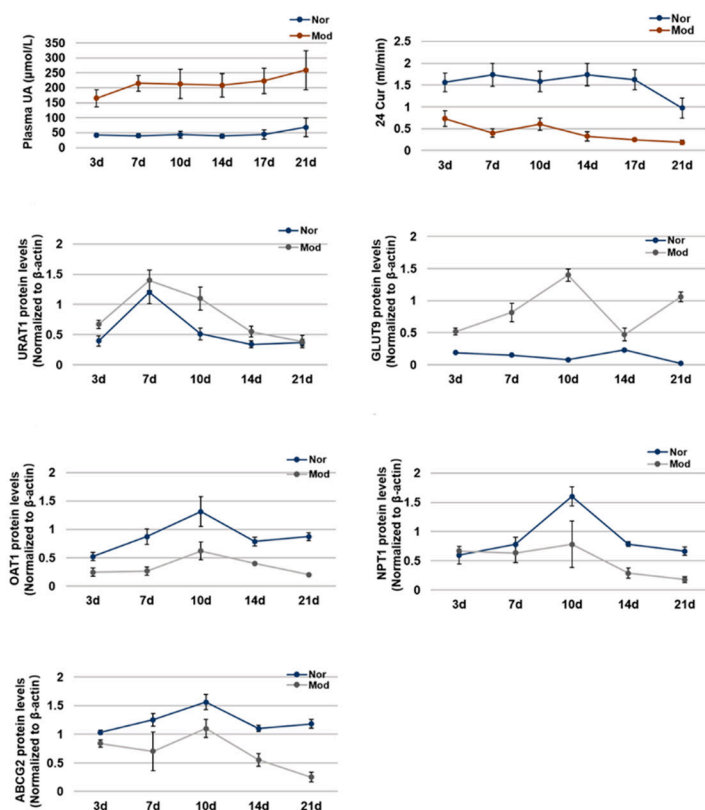 Nor
Mod
Plasma UA (μmol/L)
350
300
250
200
150
100
50
0
3d 7d 10d 14d 17d 21d
Nor
Mod
24 Cur (ml/min)
2.5
2
1.5
1
0.5
0
3d 7d 10d 14d 17d 21d
Nor
Mod
URAT1 protein levels
(Normalized to β-actin)
2
1.5
1
0.5
0
3d 7d 10d 14d 21d
Nor
Mod
GLUT9 protein levels
(Normalized to β-actin)
2
1.5
1
0.5
0
3d 7d 10d 14d 21d
Nor
Mod
OAT1 protein levels
(Normalized to β-actin)
2
1.5
1
0.5
0
3d 7d 10d 14d 21d
Nor
Mod
NPT1 protein levels
(Normalized to β-actin)
2
1.5
1
0.5
0
3d 7d 10d 14d 21d
Nor
Mod
ABCG2 protein levels
(Normalized to β-actin)
2
1.5
1
0.5
0
3d 7d 10d 14d 21d